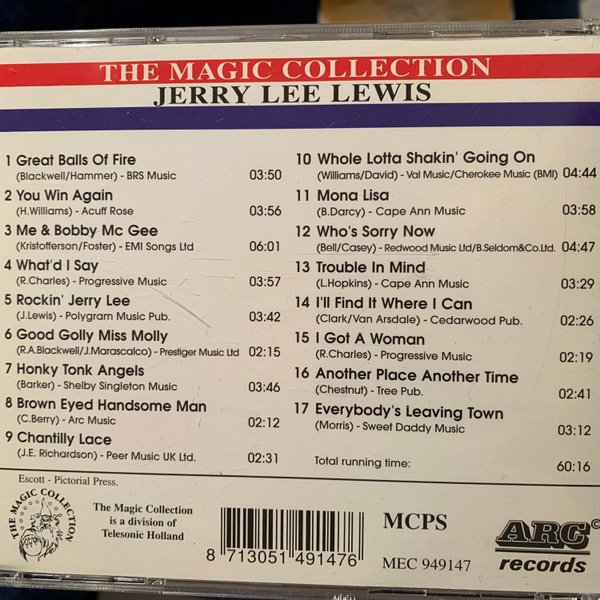 THE MAGIC COLLECTION
JERRY LEE LEWIS
1 Great Balls Of Fire
(Blackwell/Hammer) - BRS Music 03:50
2 You Win Again
(H.Williams) - Acuff Rose 03:56
3 Me & Bobby Mc Gee
(Kristofferson/Foster) - EMI Songs Ltd 06:01
4 What'd I Say
(R.Charles) - Progressive Music 03:57
5 Rockin' Jerry Lee
(J.Lewis) - Polygram Music Pub. 03:42
6 Good Golly Miss Molly
(R.A.Blackwell/J.Marascalco) - Prestiger Music Ltd 02:15
7 Honky Tonk Angels
(Barker) - Shelby Singleton Music 03:46
8 Brown Eyed Handsome Man
(C.Berry) - Arc Music 02:12
9 Chantilly Lace
(J.E. Richardson) - Peer Music UK Ltd. 02:31
10 Whole Lotta Shakin' Going On
(Williams/David) - Val Music/Cherokee Music (BMI) 04:44
11 Mona Lisa
(B.Darcy) - Cape Ann Music 03:58
12 Who's Sorry Now
(Bell/Casey) - Redwood Music Ltd/B.Seldom&Co.Ltd. 04:47
13 Trouble In Mind
(L.Hopkins) - Cape Ann Music 03:29
14 I'll Find It Where I Can
(Clark/Van Arsdale) - Cedarwood Pub. 02:26
15 I Got A Woman
(R.Charles) - Progressive Music 02:19
16 Another Place Another Time
(Chestnut) - Tree Pub. 02:41
17 Everybody's Leaving Town
(Morris) - Sweet Daddy Music 03:12
Total running time: 60:16
Escott - Pictorial Press.
THE MAGIC COLLECTION
The Magic Collection
is a division of
Telesonic Holland
8 713051 491476
MCPS
MEC 949147
ARC ©
records